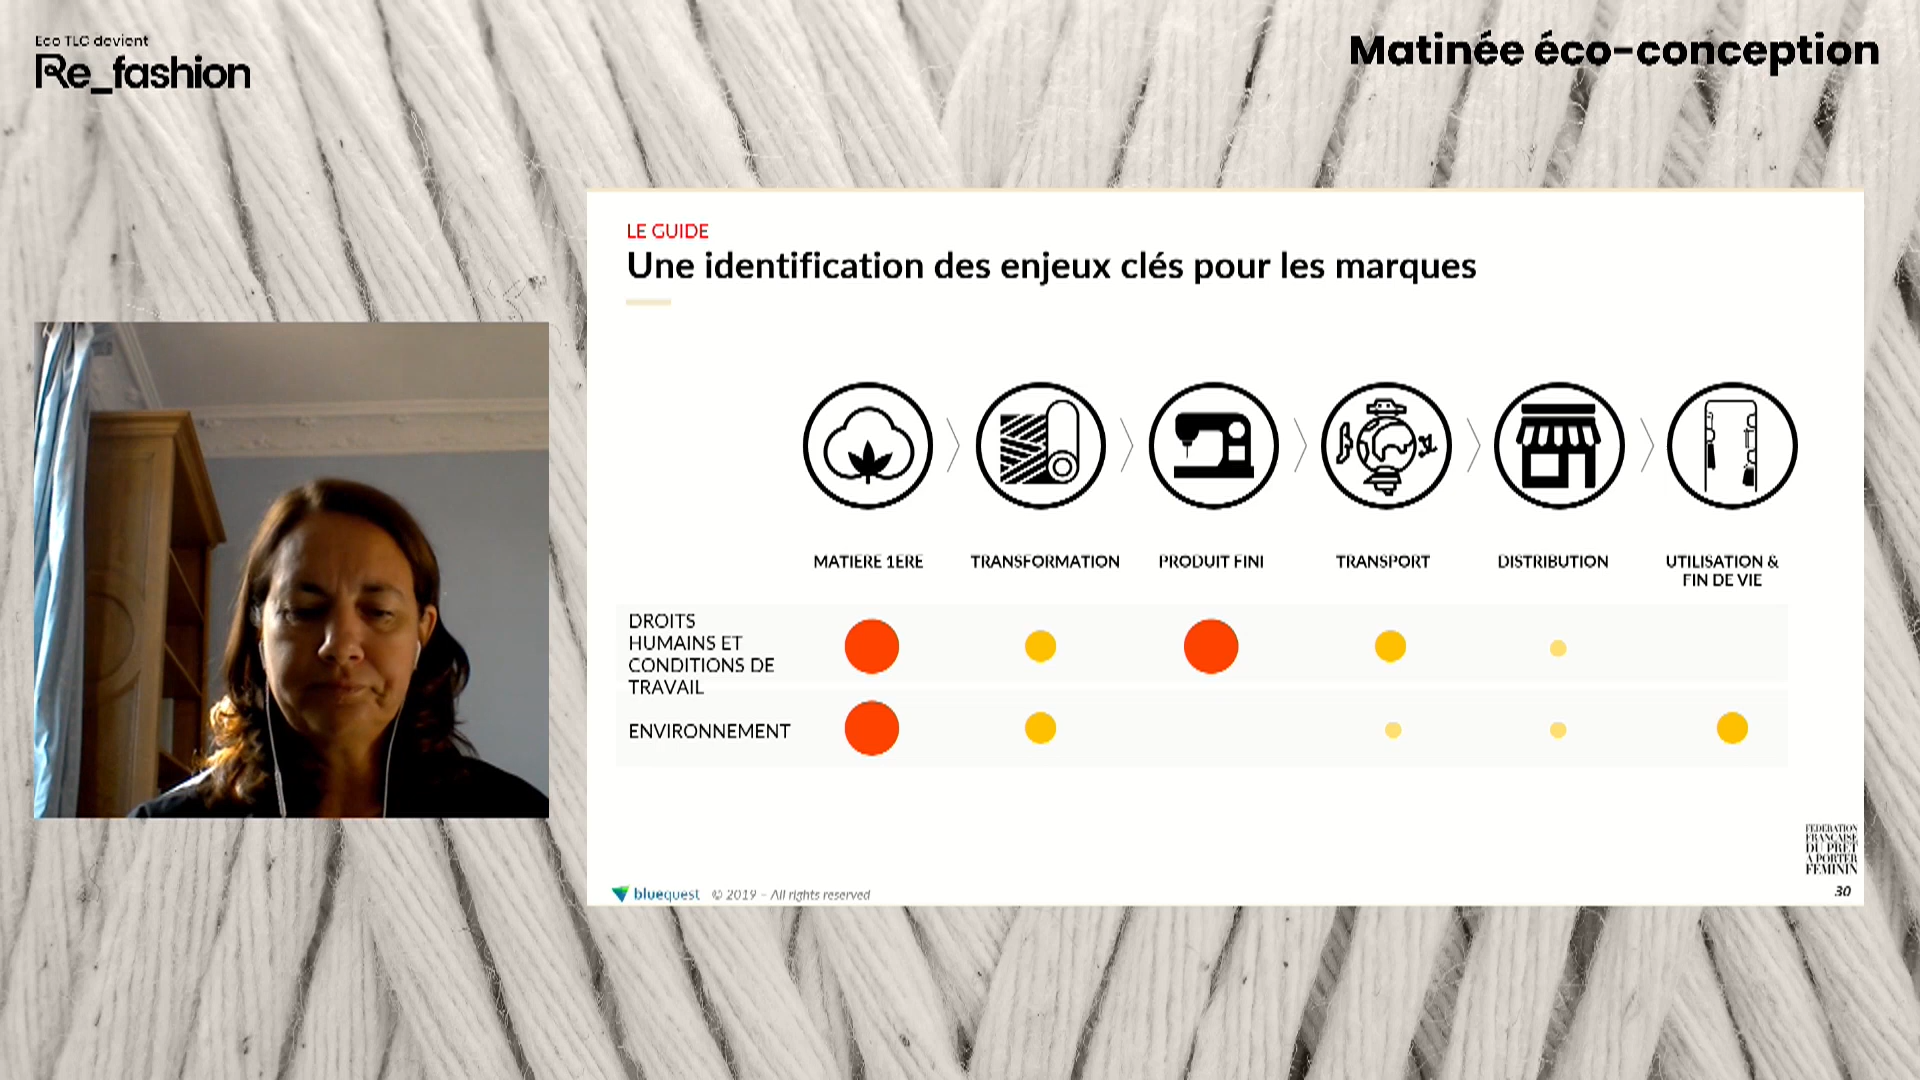 Eco TLC devient
Re_fashion
Matinée éco-conception
LE GUIDE
Une identification des enjeux clés pour les marques
MATIERE 1ERE
TRANSFORMATION
PRODUIT FINI
TRANSPORT
DISTRIBUTION
UTILISATION &
FIN DE VIE
DROITS
HUMAINS ET
CONDITIONS DE
TRAVAIL
ENVIRONNEMENT
FEDERATION
FRANÇAISE
DU PRÊT
A PORTER
FEMININ
bluequest © 2019 – All rights reserved
30